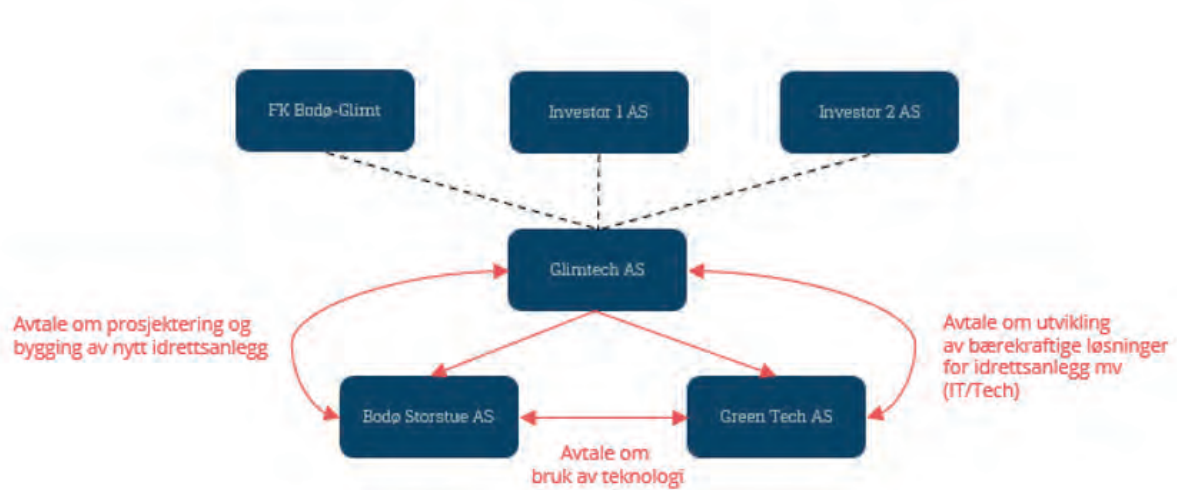 FK Bodø-Glimt
Investor 1 AS
Investor 2 AS
Glimtech AS
Avtale om prosjektering og
bygging av nytt idrettsanlegg
Avtale om utvikling
av bærekraftige løsninger
for idrettsanlegg mv
(IT/Tech)
Bodø Storstue AS
Green Tech AS
Avtale om
bruk av teknologi